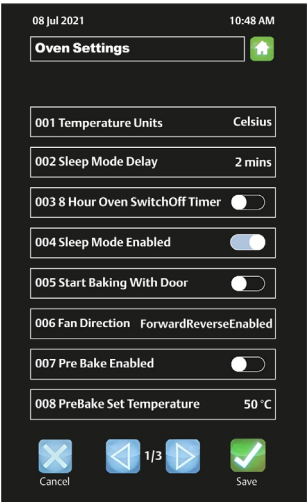 08 Jul 2021 10:48 AM
Oven Settings
001 Temperature Units Celsius
002 Sleep Mode Delay 2 mins
003 8 Hour Oven SwitchOff Timer
004 Sleep Mode Enabled
005 Start Baking With Door
006 Fan Direction ForwardReverseEnabled
007 Pre Bake Enabled
008 PreBake Set Temperature 50 °C
1/3
Cancel Save